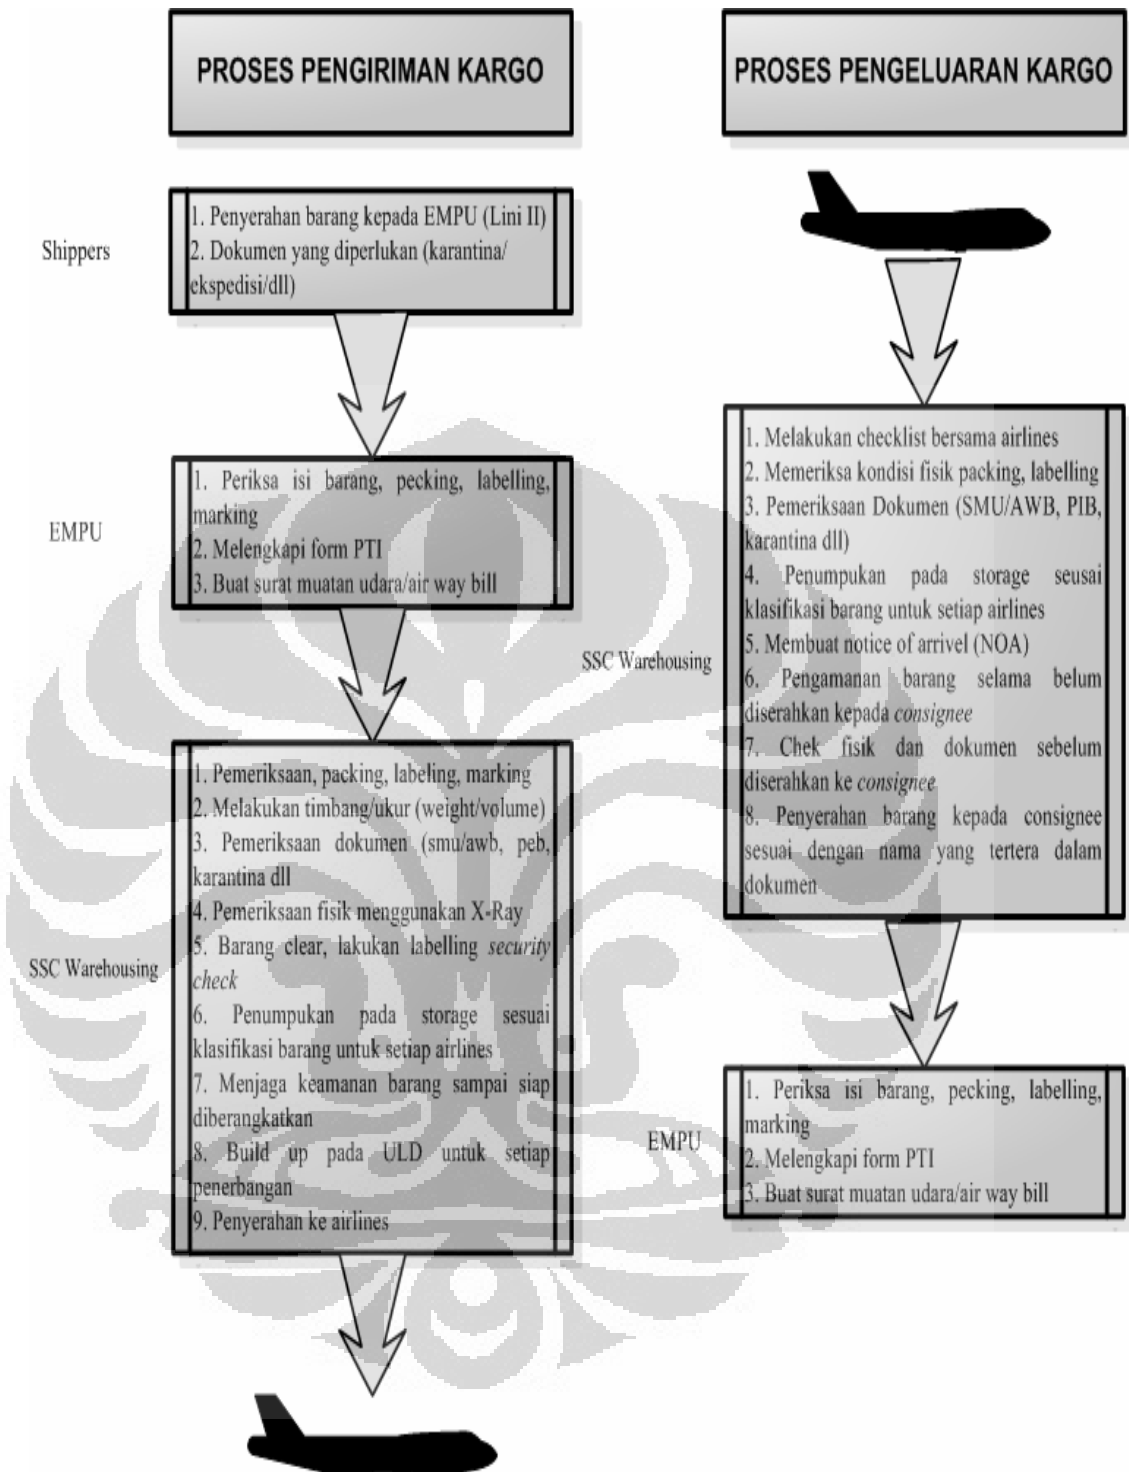 PROSES PENGIRIMAN KARGO
Shippers
1. Penyerahan barang kepada EMPU (Lini II)
2. Dokumen yang diperlukan (karantina/
ekspedisi/dll)
EMPU
1. Periksa isi barang, pecking, labelling,
marking
2. Melengkapi form PTI
3. Buat surat muatan udara/air way bill
SSC Warehousing
1. Pemeriksaan, packing, labeling, marking
2. Melakukan timbang/ukur (weight/volume)
3. Pemeriksaan dokumen (smu/awb, peb,
karantina dll
4. Pemeriksaan fisik menggunakan X-Ray
5. Barang clear, lakukan labelling security
check
6. Penumpukan pada storage sesuai
klasifikasi barang untuk setiap airlines
7. Menjaga keamanan barang sampai siap
diberangkatkan
8. Build up pada ULD untuk setiap
penerbangan
9. Penyerahan ke airlines
PROSES PENGELUARAN KARGO
SSC Warehousing
1. Melakukan checklist bersama airlines
2. Memeriksa kondisi fisik packing, labelling
3. Pemeriksaan Dokumen (SMU/AWB, PIB,
karantina dll)
4. Penumpukan pada storage seusai
klasifikasi barang untuk setiap airlines
5. Membuat notice of arrivel (NOA)
6. Pengamanan barang selama belum
diserahkan kepada consignee
7. Chek fisik dan dokumen sebelum
diserahkan ke consignee
8. Penyerahan barang kepada consignee
sesuai dengan nama yang tertera dalam
dokumen
EMPU
1. Periksa isi barang, pecking, labelling,
marking
2. Melengkapi form PTI
3. Buat surat muatan udara/air way bill